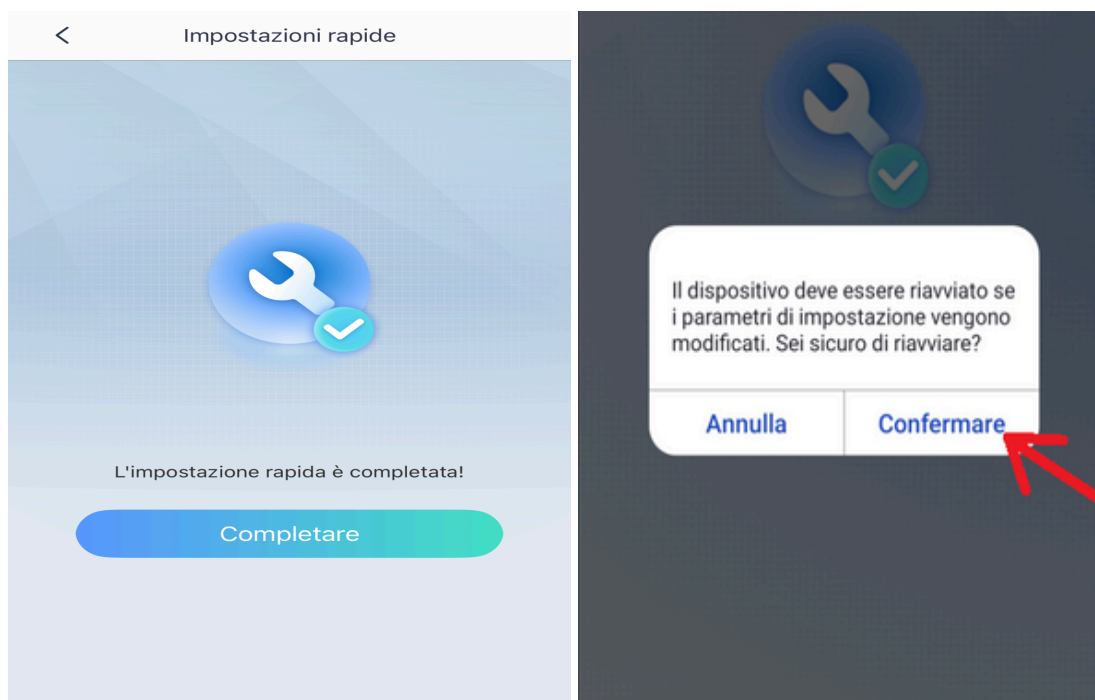 Impostazioni rapide
L'impostazione rapida è completata!
Completare
Il dispositivo deve essere riavviato se
i parametri di impostazione vengono
modificati. Sei sicuro di riavviare?
Annulla
Confermare